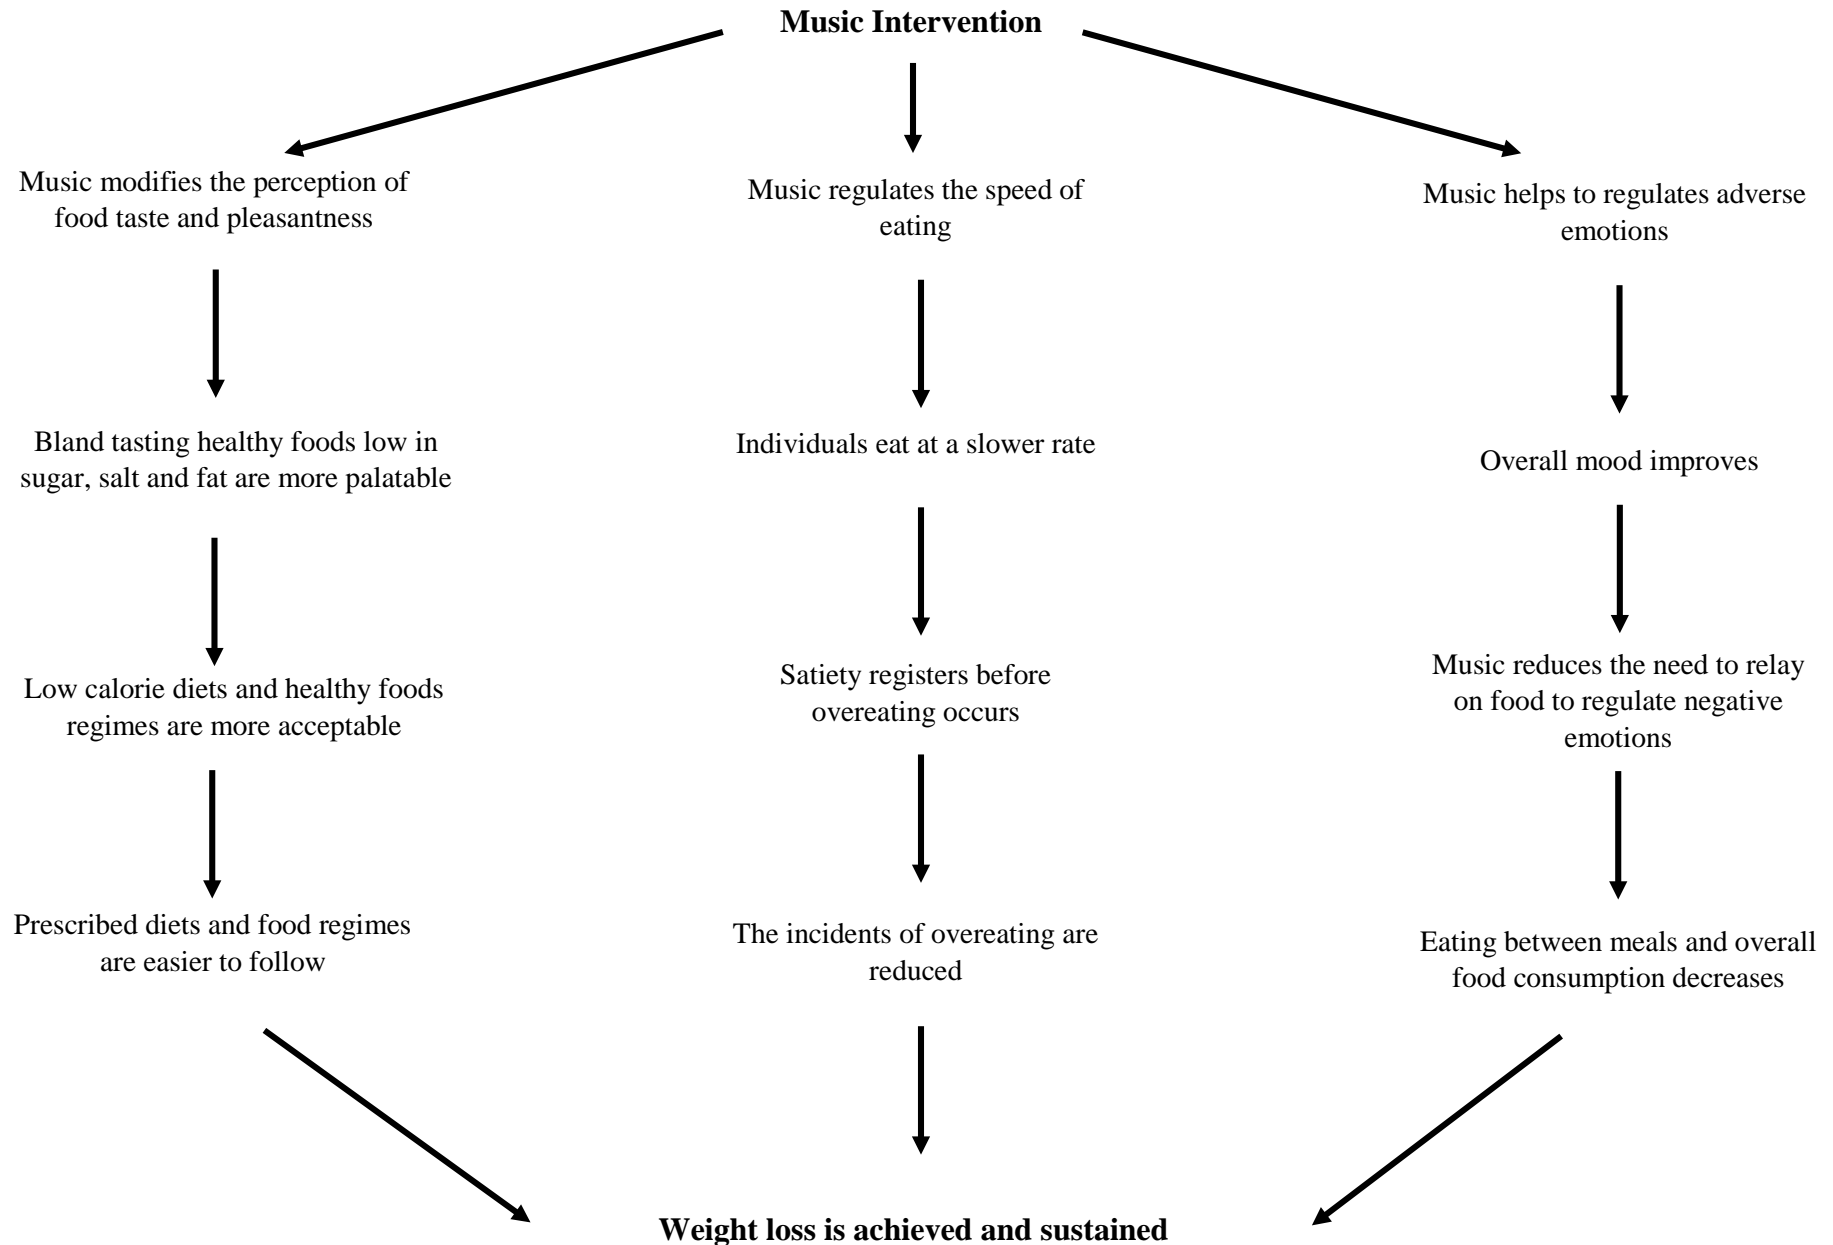 Music Intervention
Music modifies the perception of
food taste and pleasantness
Music regulates the speed of
eating
Music helps to regulates adverse
emotions
Bland tasting healthy foods low in
sugar, salt and fat are more palatable
Individuals eat at a slower rate
Overall mood improves
Low calorie diets and healthy foods
regimes are more acceptable
Satiety registers before
overeating occurs
Music reduces the need to relay
on food to regulate negative
emotions
Prescribed diets and food regimes
are easier to follow
The incidents of overeating are
reduced
Eating between meals and overall
food consumption decreases
Weight loss is achieved and sustained